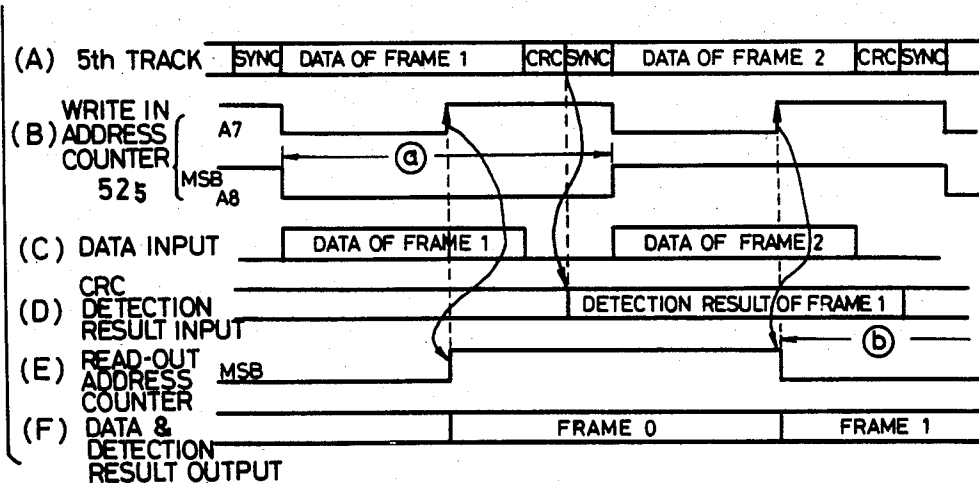 (A) 5th TRACK SYNC DATA OF FRAME 1 CRC SYNC DATA OF FRAME 2 CRC SYNC
(B) WRITE IN ADDRESS COUNTER 525
A7
ⓐ
MSB A8
(C) DATA INPUT DATA OF FRAME 1 DATA OF FRAME 2
(D) CRC DETECTION RESULT INPUT DETECTION RESULT OF FRAME 1
(E) READ-OUT ADDRESS COUNTER MSB ⓑ
(F) DATA & DETECTION RESULT OUTPUT FRAME 0 FRAME 1